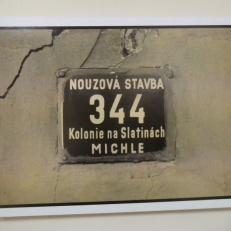 NOUZOVÁ STAVBA
344
Kolonie na Slatinách
MICHLE